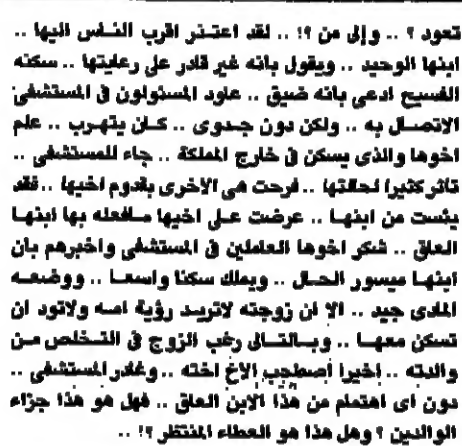 تعود ؟ .. وإلى من ؟! .. لقد اعتذر اقرب الناس اليها ..
ابنها الوحيد .. ويقول بانه غير قادر على رعايتها .. سكنه
الفسيح ادعى بانه ضيق .. عاود المسئولون في المستشفى
الاتصال به .. ولكن دون جدوى .. كان يتهرب .. علم
اخوها والذى يسكن في خارج المملكة .. جاء للمستشفى ..
تاثر كثيرا لحالتها .. فرحت هى الاخرى بقدوم اخيها .. فقد
يئست من ابنها .. عرضت على اخيها مافعله بها ابنها
العاق .. شكر اخوها العاملين في المستشفى واخبرهم بان
ابنها ميسور الحال .. ويملك سكنا واسعا .. ووضعه
المادى جيد .. الا ان زوجته لاتريد رؤية امه ولاتود ان
تسكن معها .. وبالتالى رغب الزوج في التخلص من
والدته .. اخيرا أصطحب الاخ اخته .. وغادر المستشفى ..
دون اى اهتمام من هذا الابن العاق .. فهل هو هذا جزاء
الوالدين ؟ وهل هذا هو العطاء المنتظر ؟! ..